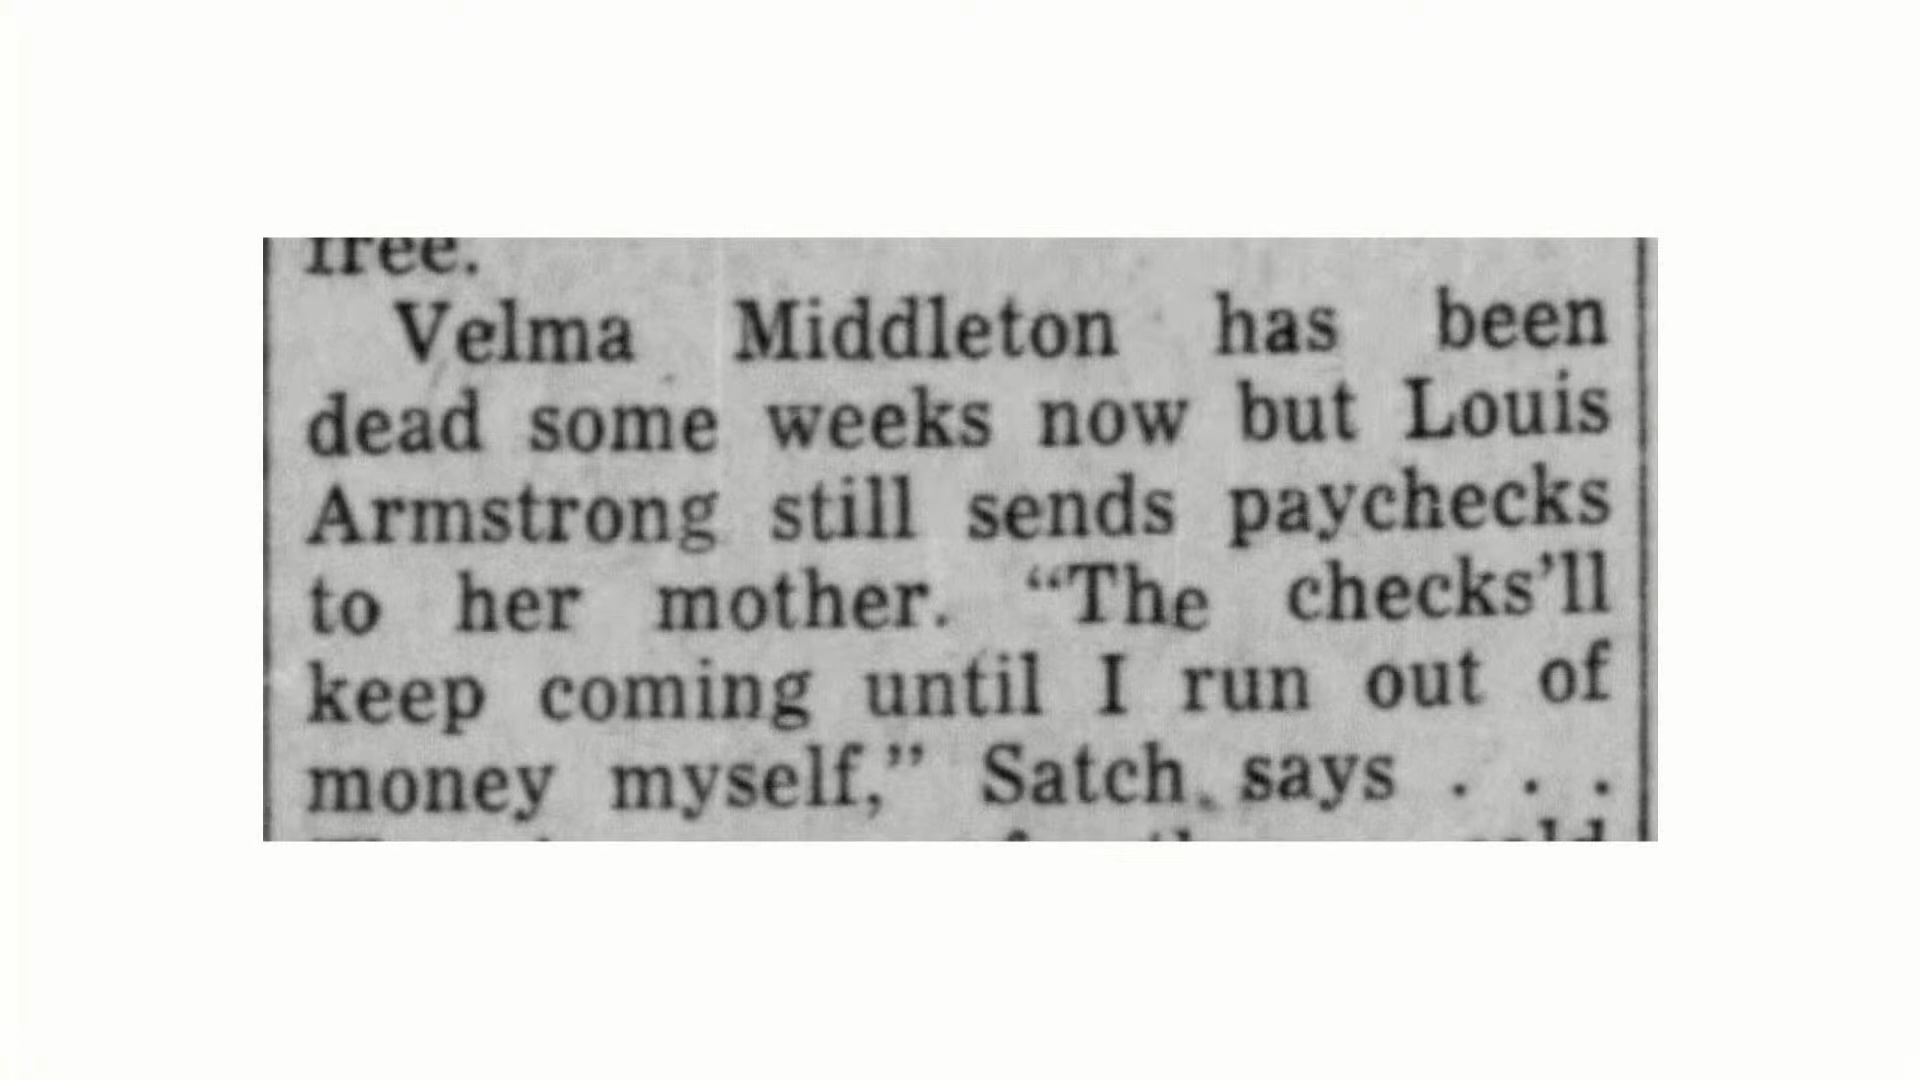 free.
Velma Middleton has been
dead some weeks now but Louis
Armstrong still sends paychecks
to her mother. “The checks’ll
keep coming until I run out of
money myself,” Satch says . . .